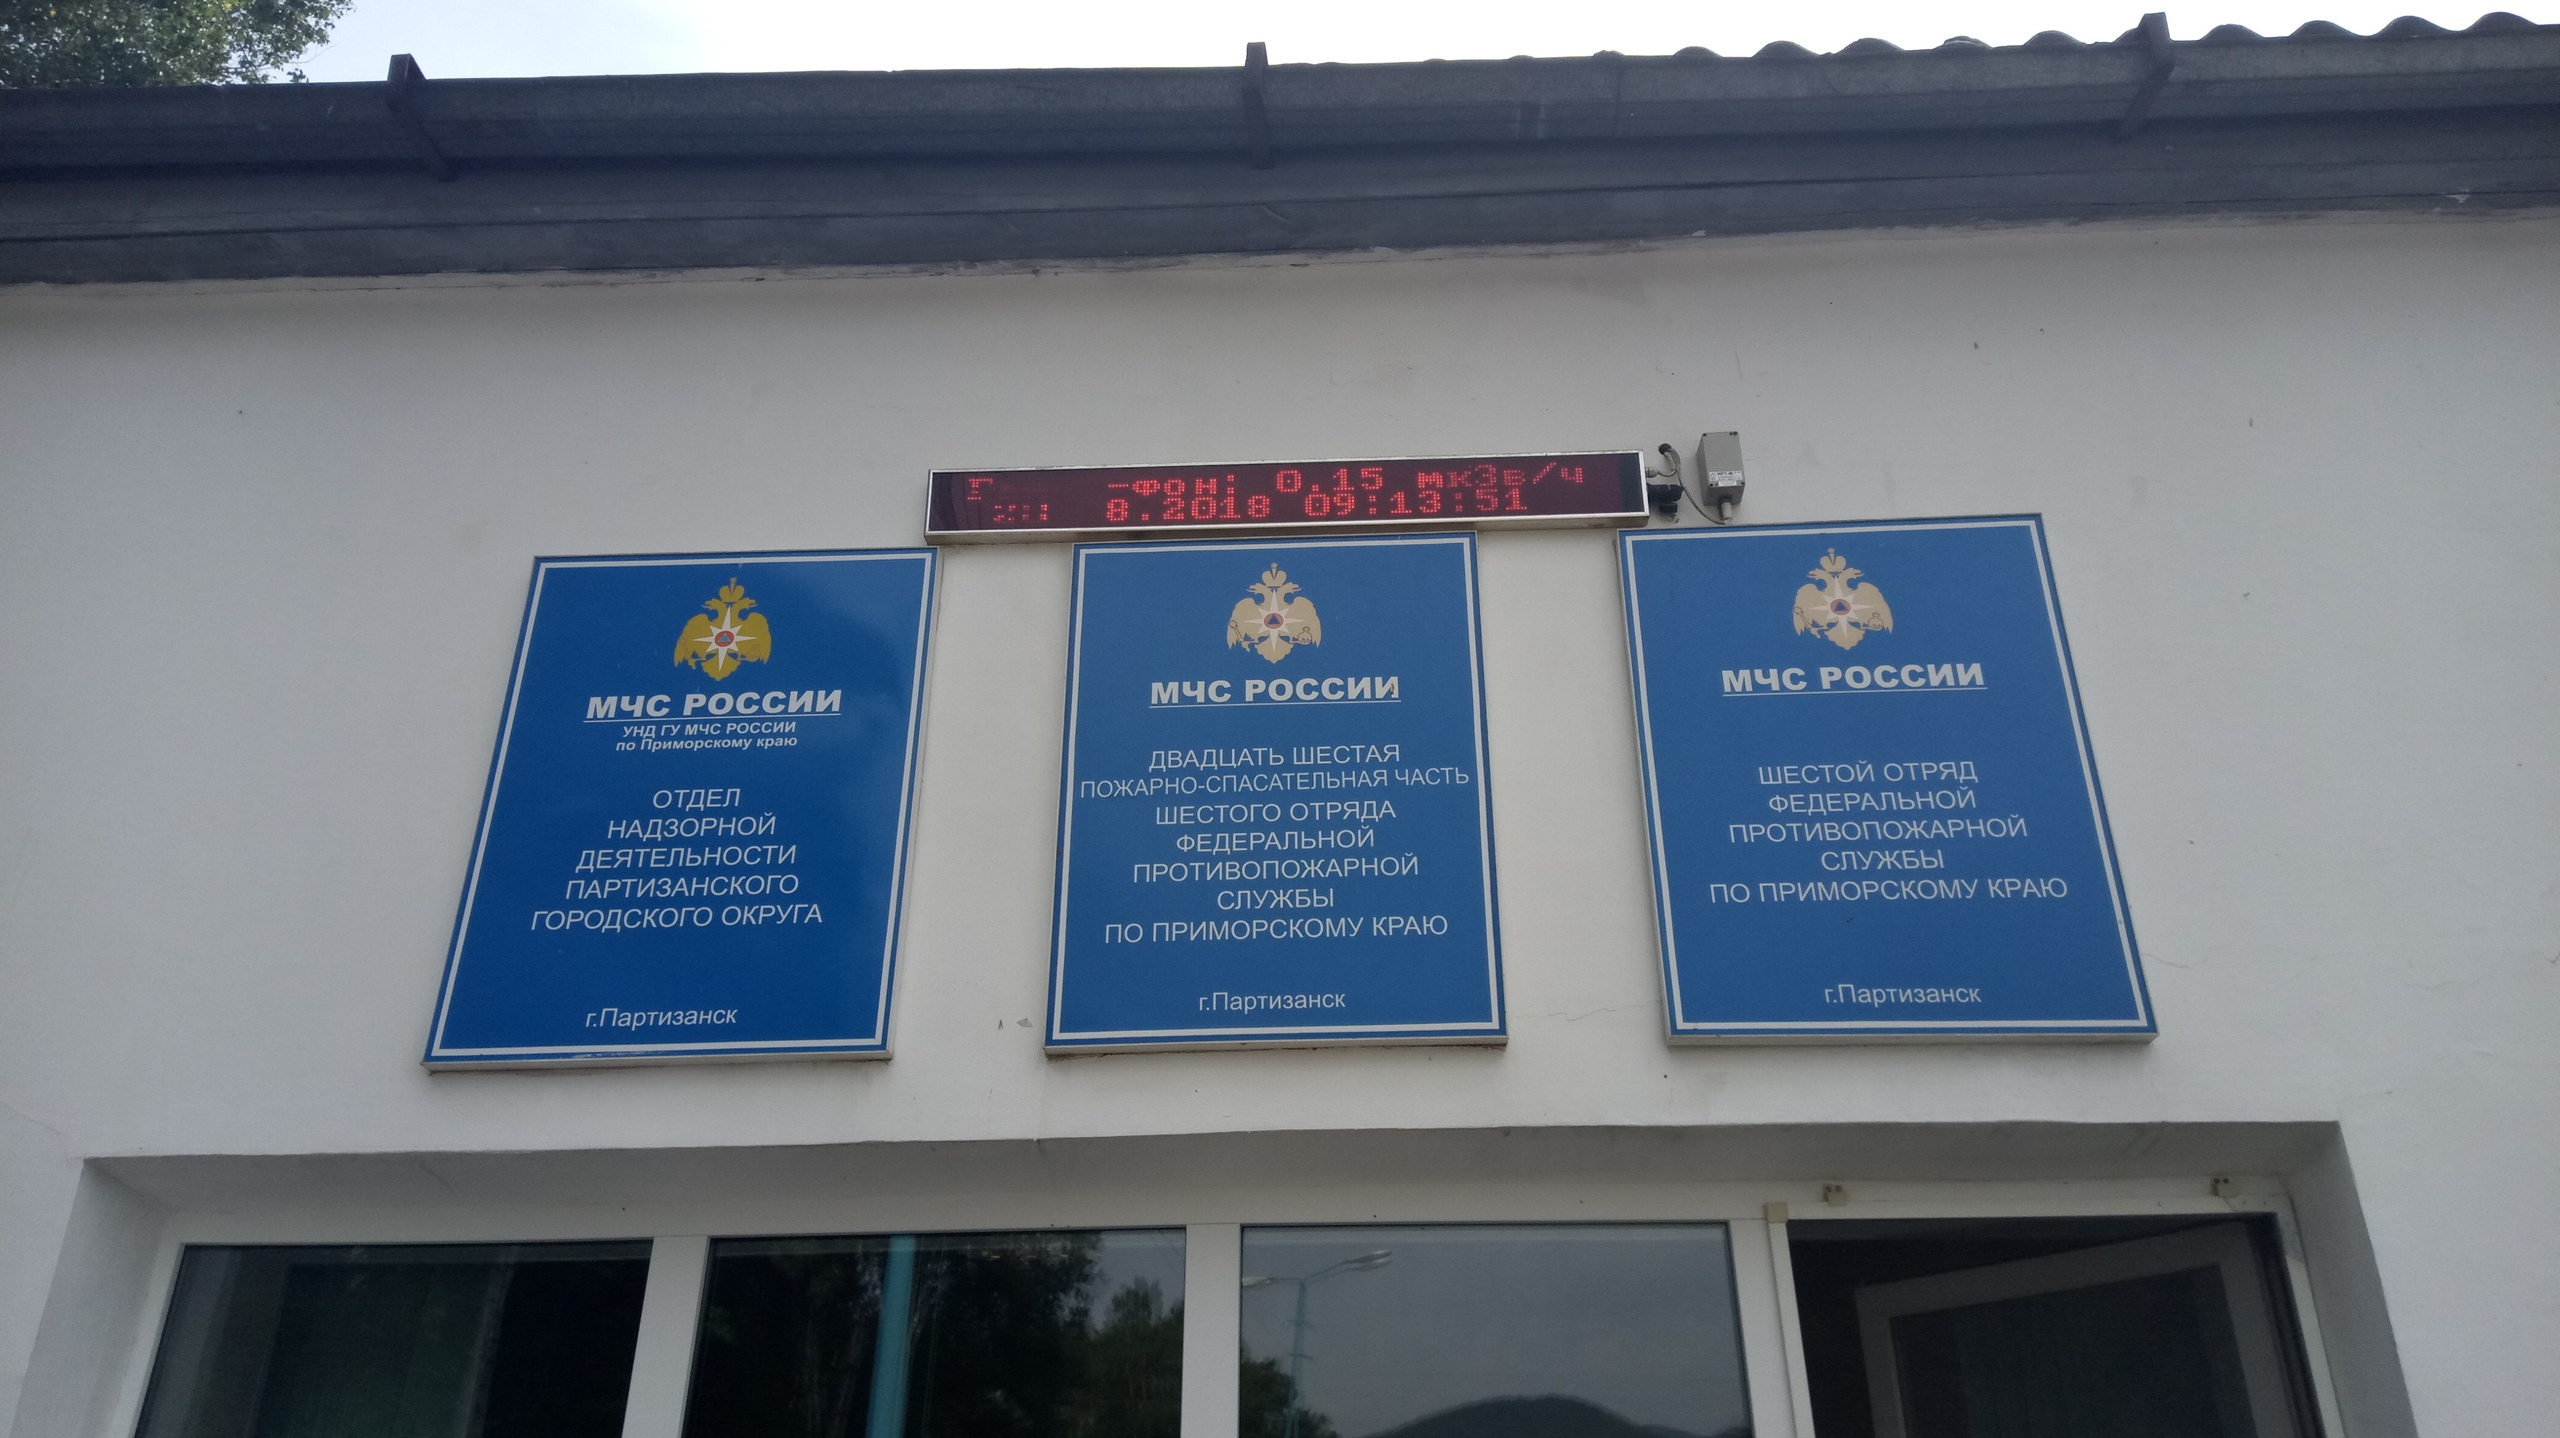 -фон: 0.15 мкЗв/ч
8.2018 09:13:51
МЧС РОССИИ
УНД ГУ МЧС РОССИИ
по Приморскому краю
ОТДЕЛ
НАДЗОРНОЙ
ДЕЯТЕЛЬНОСТИ
ПАРТИЗАНСКОГО
ГОРОДСКОГО ОКРУГА
г.Партизанск
МЧС РОССИИ
ДВАДЦАТЬ ШЕСТАЯ
ПОЖАРНО-СПАСАТЕЛЬНАЯ ЧАСТЬ
ШЕСТОГО ОТРЯДА
ФЕДЕРАЛЬНОЙ
ПРОТИВОПОЖАРНОЙ
СЛУЖБЫ
ПО ПРИМОРСКОМУ КРАЮ
г.Партизанск
МЧС РОССИИ
ШЕСТОЙ ОТРЯД
ФЕДЕРАЛЬНОЙ
ПРОТИВОПОЖАРНОЙ
СЛУЖБЫ
ПО ПРИМОРСКОМУ КРАЮ
г.Партизанск